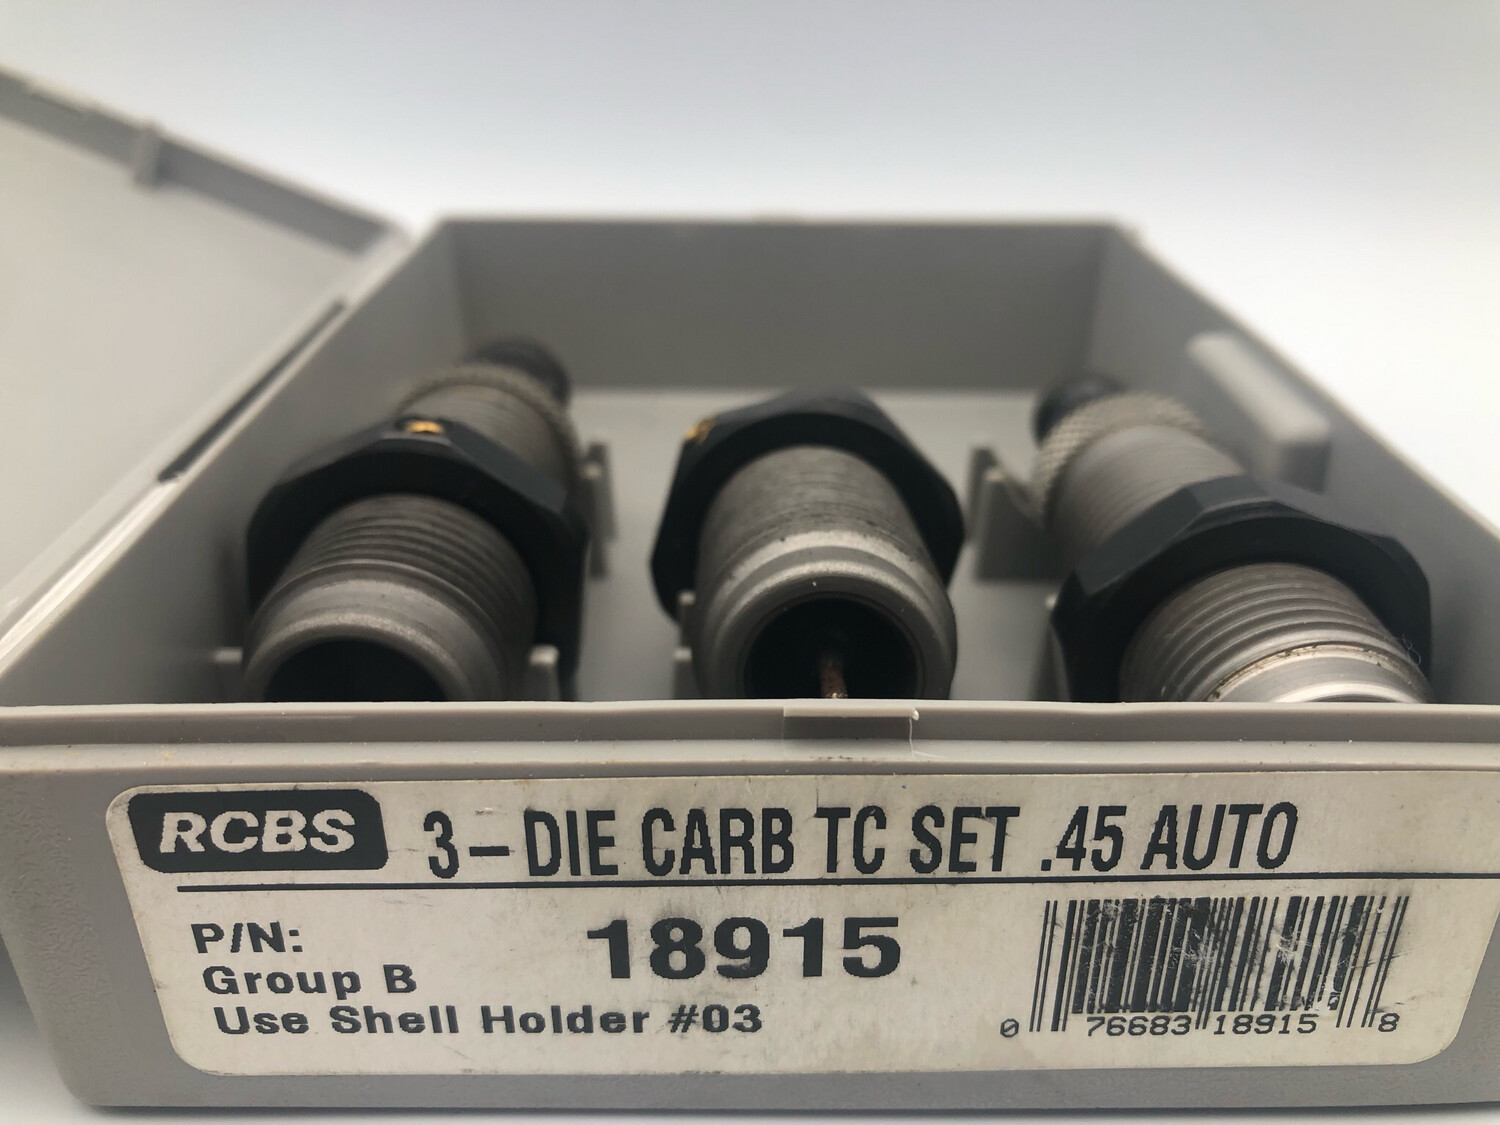 RCBS 3-DIE CARB TC SET .45 AUTO
P/N: 18915
Group B
Use Shell Holder #03
0 76683 18915 8